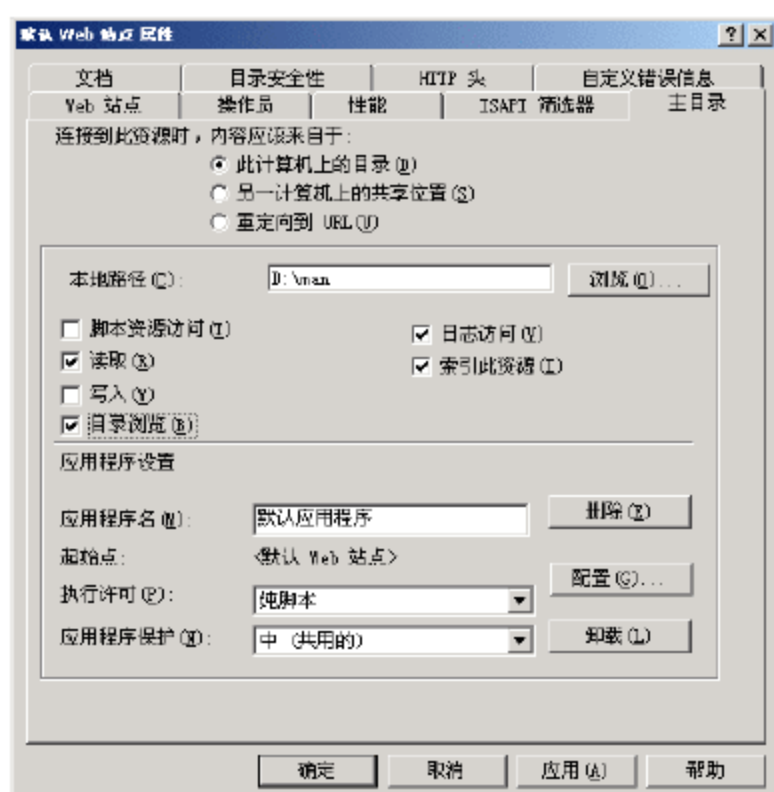 默认 Web 站点 属性
文档 目录安全性 HTTP 头 自定义错误信息
Web 站点 操作员 性能 ISAPI 筛选器 主目录
连接到此资源时，内容应该来自于:
此计算机上的目录(D)
另一计算机上的共享位置(S)
重定向到 URL(U)
本地路径(C): D:\man 浏览(O)...
脚本资源访问(T) 日志访问(V)
读取(R) 索引此资源(I)
写入(W)
目录浏览(B)
应用程序设置
应用程序名(M): 默认应用程序 删除(E)
起始点: <默认 Web 站点>
配置(G)...
执行许可(P): 纯脚本
应用程序保护(N): 中 (共用的) 卸载(L)
确定 取消 应用(A) 帮助